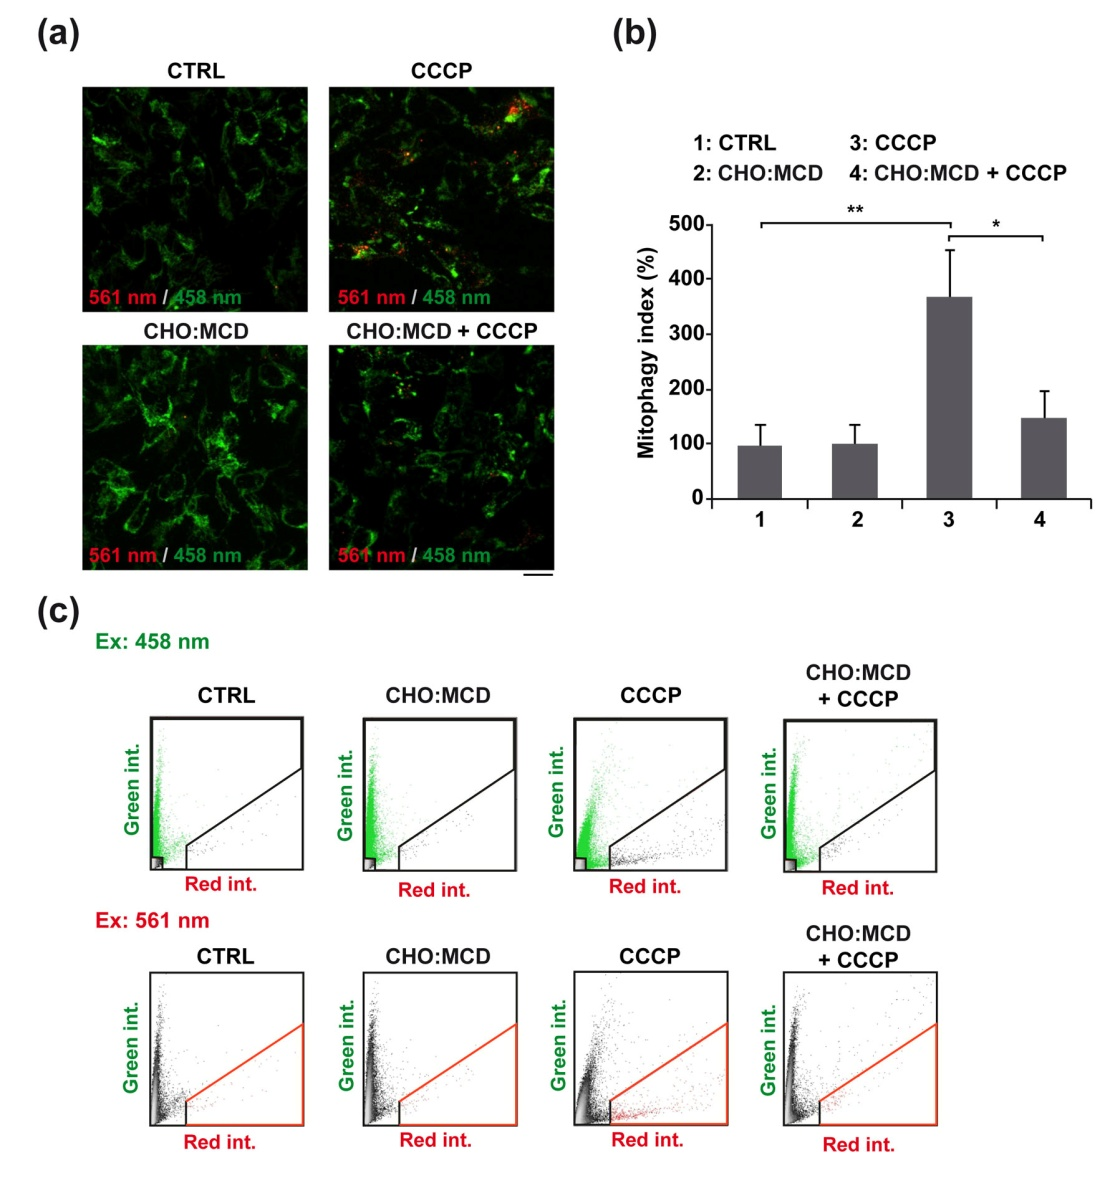 (a)
CTRL
CCCP
561 nm / 458 nm
561 nm / 458 nm
CHO:MCD
CHO:MCD + CCCP
561 nm / 458 nm
561 nm / 458 nm
(b)
1: CTRL 3: CCCP
2: CHO:MCD 4: CHO:MCD + CCCP
Mitophagy index (%)
500
400
300
200
100
0
**
*
1 2 3 4
(c)
Ex: 458 nm
CTRL
CHO:MCD
CCCP
CHO:MCD
+ CCCP
Green int.
Green int.
Green int.
Green int.
Red int.
Red int.
Red int.
Red int.
Ex: 561 nm
CTRL
CHO:MCD
CCCP
CHO:MCD
+ CCCP
Green int.
Green int.
Green int.
Green int.
Red int.
Red int.
Red int.
Red int.